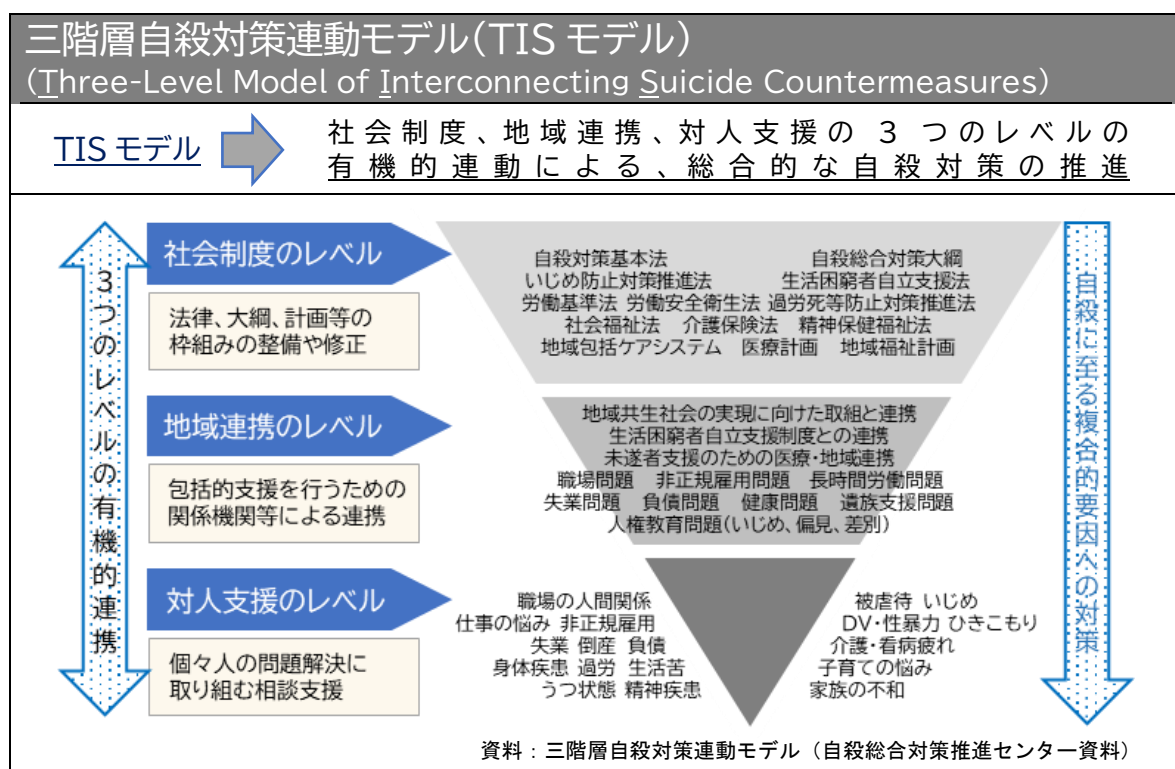 三階層自殺対策連動モデル(TIS モデル)
(Three-Level Model of Interconnecting Suicide Countermeasures)
TIS モデル
社会制度、地域連携、対人支援の 3 つのレベルの
有機的連動による、総合的な自殺対策の推進
3つのレベルの有機的連携
社会制度のレベル
法律、大綱、計画等の
枠組みの整備や修正
自殺対策基本法 自殺総合対策大綱
いじめ防止対策推進法 生活困窮者自立支援法
労働基準法 労働安全衛生法 過労死等防止対策推進法
社会福祉法 介護保険法 精神保健福祉法
地域包括ケアシステム 医療計画 地域福祉計画
地域連携のレベル
包括的支援を行うための
関係機関等による連携
地域共生社会の実現に向けた取組と連携
生活困窮者自立支援制度との連携
未遂者支援のための医療・地域連携
職場問題 非正規雇用問題 長時間労働問題
失業問題 負債問題 健康問題 遺族支援問題
人権教育問題(いじめ、偏見、差別)
対人支援のレベル
個々人の問題解決に
取り組む相談支援
職場の人間関係
仕事の悩み 非正規雇用
失業 倒産 負債
身体疾患 過労 生活苦
うつ状態 精神疾患
被虐待 いじめ
DV・性暴力 ひきこもり
介護・看病疲れ
子育ての悩み
家族の不和
自殺に至る複合的要因への対策
資料:三階層自殺対策連動モデル(自殺総合対策推進センター資料)